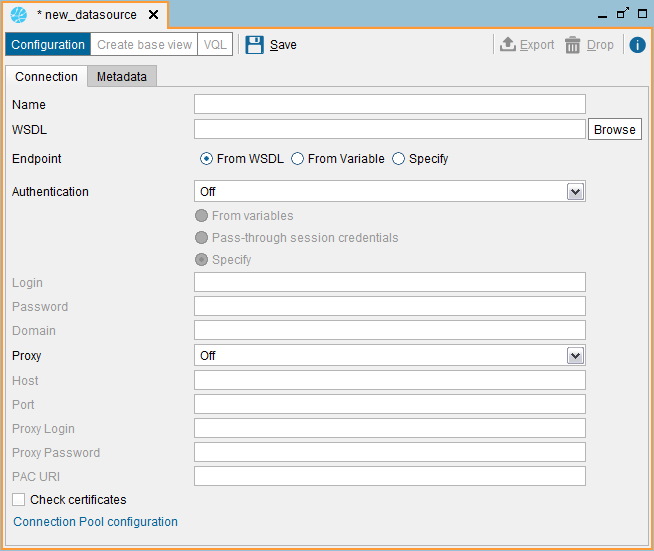 * new_datasource
Configuration Create base view VQL Save Export Drop
Connection Metadata
Name
WSDL Browse
Endpoint From WSDL From Variable Specify
Authentication Off
From variables
Pass-through session credentials
Specify
Login
Password
Domain
Proxy Off
Host
Port
Proxy Login
Proxy Password
PAC URI
Check certificates
Connection Pool configuration